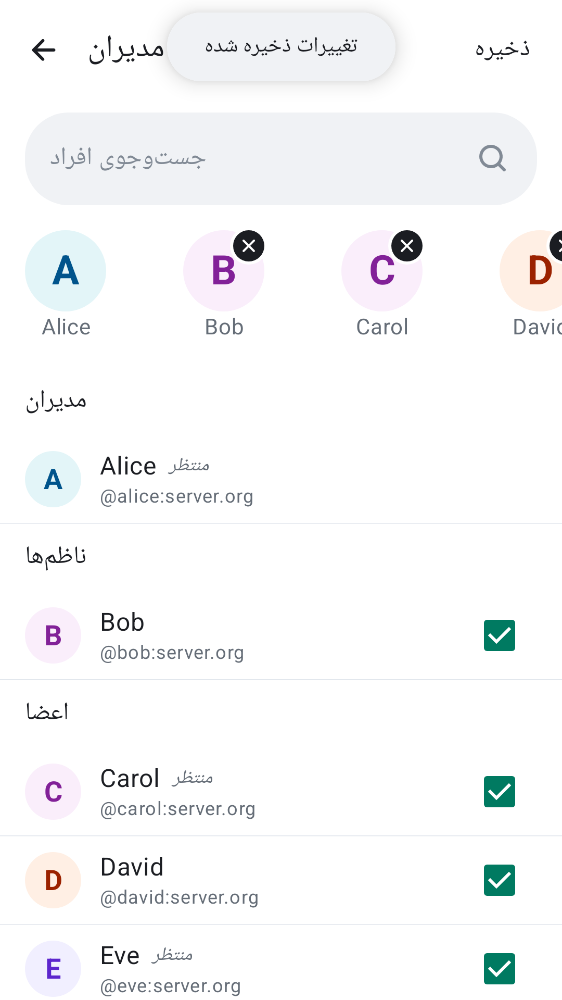 مدیران
تغییرات ذخیره شده
ذخیره
جست‌وجوی افراد
A
B
C
D
Alice
Bob
Carol
David
مدیران
A
Alice منتظر
@alice:server.org
ناظم‌ها
B
Bob
@bob:server.org
اعضا
C
Carol منتظر
@carol:server.org
D
David
@david:server.org
E
Eve منتظر
@eve:server.org